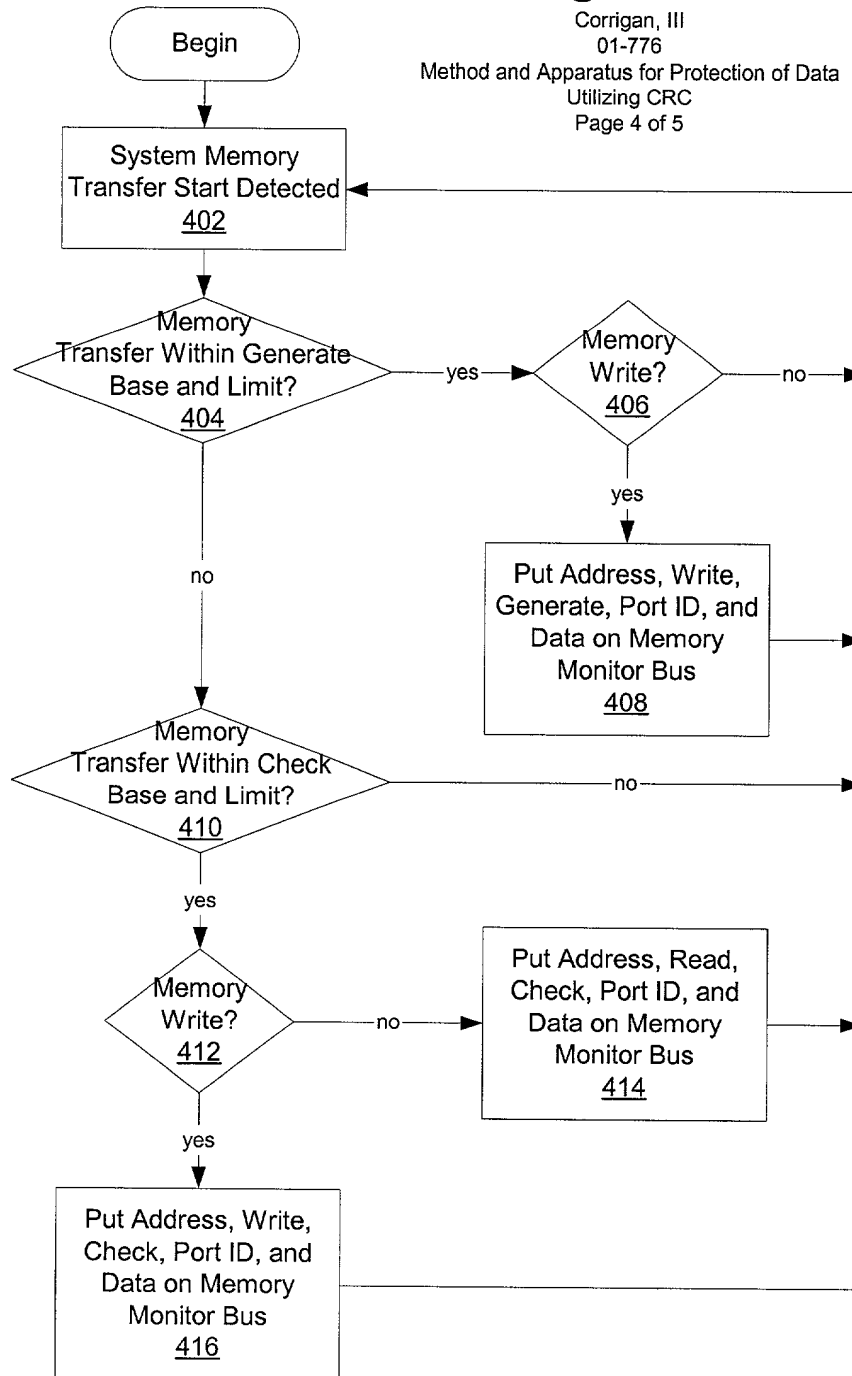 Corrigan, III
01-776
Method and Apparatus for Protection of Data
Utilizing CRC
Page 4 of 5
Begin
System Memory
Transfer Start Detected
402
Memory
Transfer Within Generate
Base and Limit?
404
yes
Memory
Write?
406
no
yes
Put Address, Write,
Generate, Port ID, and
Data on Memory
Monitor Bus
408
no
Memory
Transfer Within Check
Base and Limit?
410
no
yes
Memory
Write?
412
no
Put Address, Read,
Check, Port ID, and
Data on Memory
Monitor Bus
414
yes
Put Address, Write,
Check, Port ID, and
Data on Memory
Monitor Bus
416